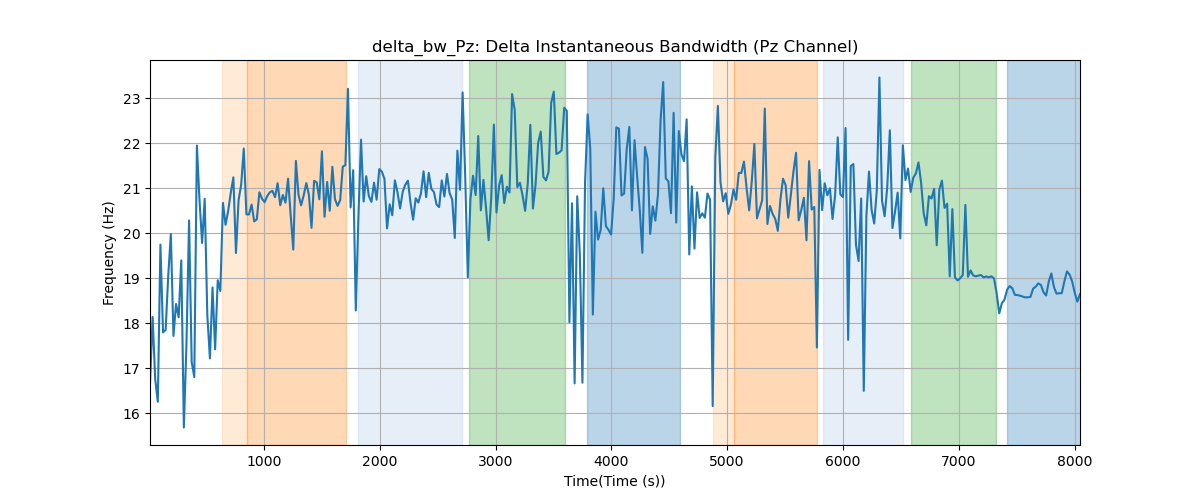 delta_bw_Pz: Delta Instantaneous Bandwidth (Pz Channel)
Frequency (Hz)
23
22
21
20
19
18
17
16
1000 2000 3000 4000 5000 6000 7000 8000
Time(Time (s))